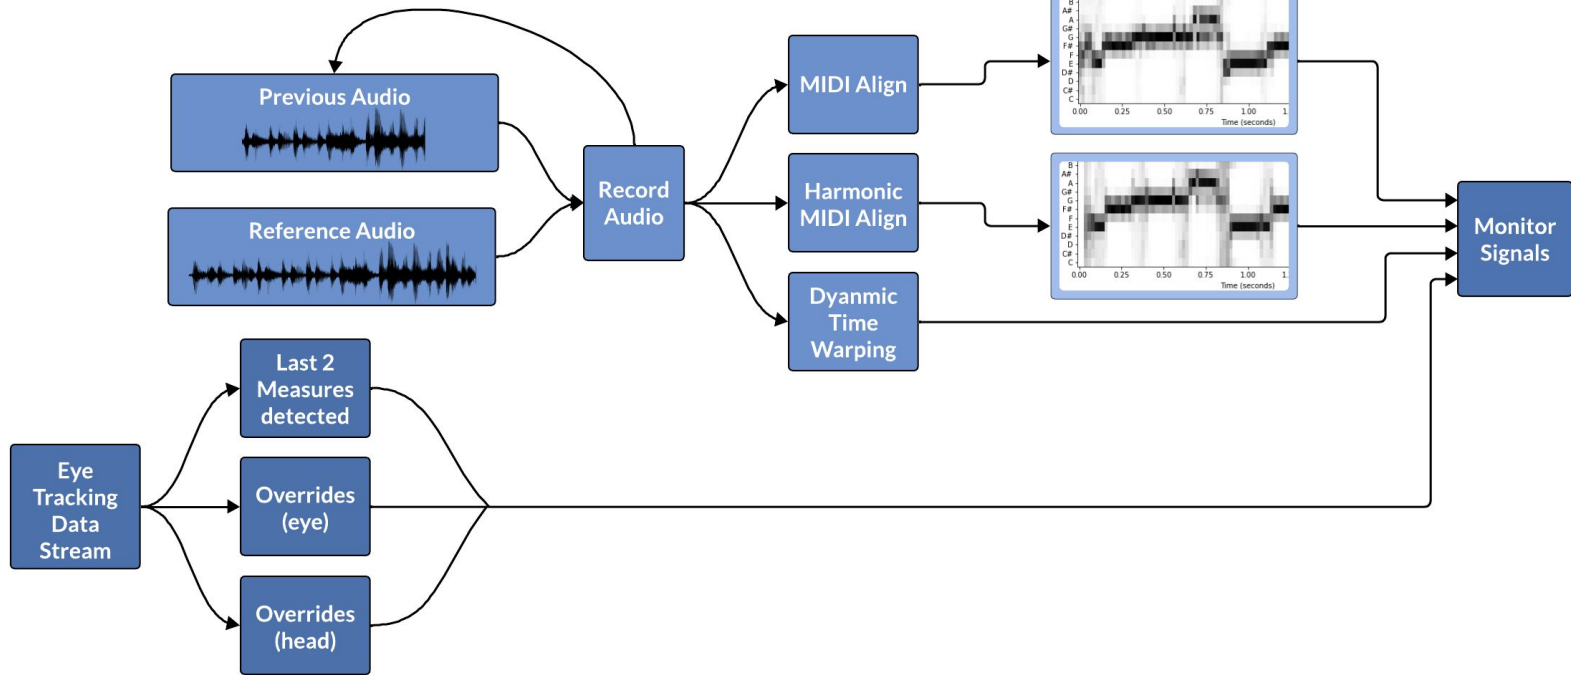 Previous Audio
Reference Audio
Record
Audio
MIDI Align
Harmonic
MIDI Align
Dyanmic
Time
Warping
B
A#
A
G#
G
F#
F
E
D#
D
C#
C
0.00 0.25 0.50 0.75 1.00 1.
Time (seconds)
B
A#
A
G#
G
F#
F
E
D#
D
C#
C
0.00 0.25 0.50 0.75 1.00 1.
Time (seconds)
Monitor
Signals
Eye
Tracking
Data
Stream
Last 2
Measures
detected
Overrides
(eye)
Overrides
(head)